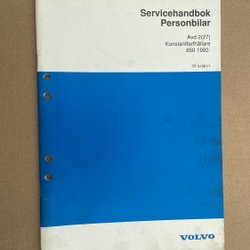 Servicehandbok
Personbilar
Avd 2(27)
Konstantfarthållare
850 1992-
VOLVO